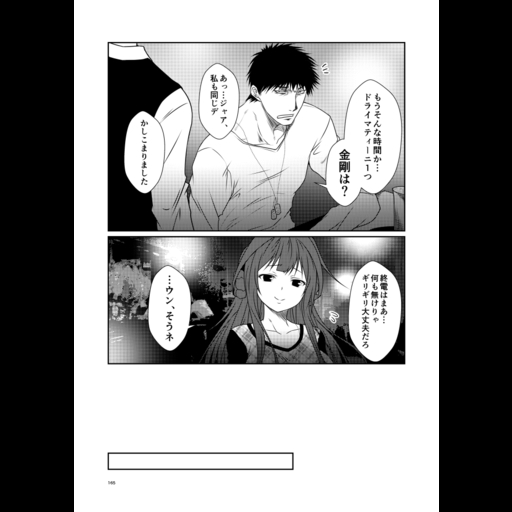 もうそんな時間か…
ドライマティーニ1つ
金剛は?
あっ…ジャア、
私も同じデ
かしこまりました
終電はまあ…
何も無けりゃ
ギリギリ大丈夫だろ
…ウン、そうネ
166